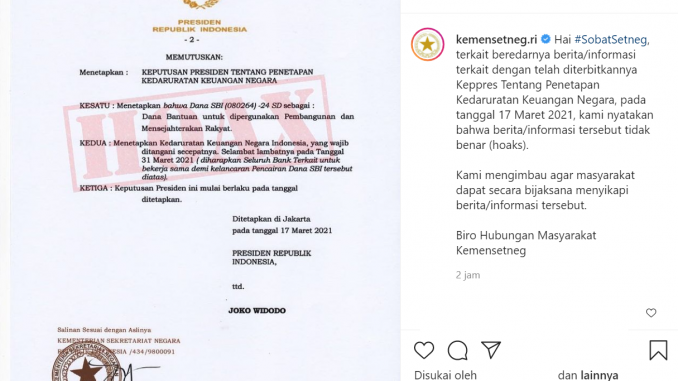 PRESIDEN
REPUBLIK INDONESIA
- 2 -
MEMUTUSKAN:
Menetapkan : KEPUTUSAN PRESIDEN TENTANG PENETAPAN
KEDARURATAN KEUANGAN NEGARA
KESATU : Menetapkan bahwa Dana SBI (080264) -24 SD sebagai :
Dana Bantuan untuk dipergunakan Pembangunan dan
Mensejahterakan Rakyat.
KEDUA : Menetapkan Kedaruratan Keuangan Negara Indonesia, yang wajib
ditangani secepatnya. Selambat lambatnya pada Tanggal
31 Maret 2021 ( diharapkan Seluruh Bank Terkait untuk
bekerja sama demi kelancaran Pencairan Dana SBI tersebut
diatas).
KETIGA : Keputusan Presiden ini mulai berlaku pada tanggal
ditetapkan.
HOAX
Ditetapkan di Jakarta
pada tanggal 17 Maret 2021
PRESIDEN REPUBLIK
INDONESIA,
ttd.
JOKO WIDODO
Salinan Sesuai dengan Aslinya
KEMENTERIAN SEKRETARIAT NEGARA
INDONESIA /434/9800091
kemensetneg.ri Hai #SobatSetneg,
terkait beredarnya berita/informasi
terkait dengan telah diterbitkannya
Keppres Tentang Penetapan
Kedaruratan Keuangan Negara, pada
tanggal 17 Maret 2021, kami nyatakan
bahwa berita/informasi tersebut tidak
benar (hoaks).
Kami mengimbau agar masyarakat
dapat secara bijaksana menyikapi
berita/informasi tersebut.
Biro Hubungan Masyarakat
Kemensetneg
2 jam
Disukai oleh dan lainnya